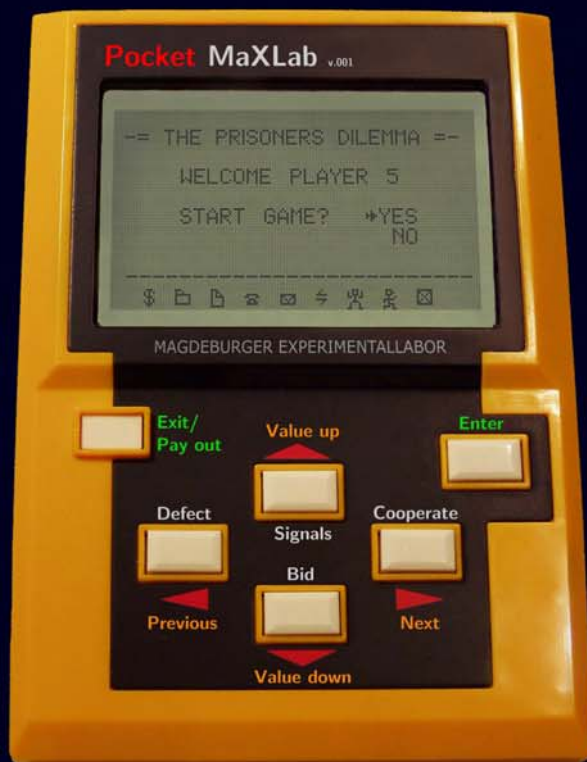 Pocket MaXLab v.001
-= THE PRISONERS DILEMMA =-
WELCOME PLAYER 5
START GAME? →YES
NO
MAGDEBURGER EXPERIMENTALLABOR
Exit/
Pay out
Value up
Enter
Defect
Signals
Cooperate
Bid
Previous
Next
Value down